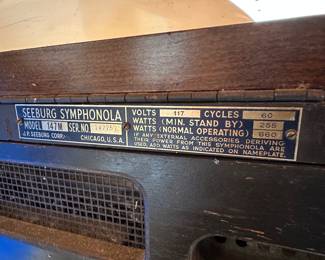 SEEBURG SYMPHONOLA
MODEL 147M SER. NO.
J. P. SEEBURG CORP. CHICAGO, U.S.A.
VOLTS 117 CYCLES 60
WATTS (MIN. STAND BY) 255
WATTS (NORMAL OPERATING) 660
IF ANY EXTERNAL ACCESSORIES DERIVING
THEIR POWER FROM THIS SYMPHONOLA ARE
USED, ADD WATTS AS INDICATED ON NAMEPLATE.